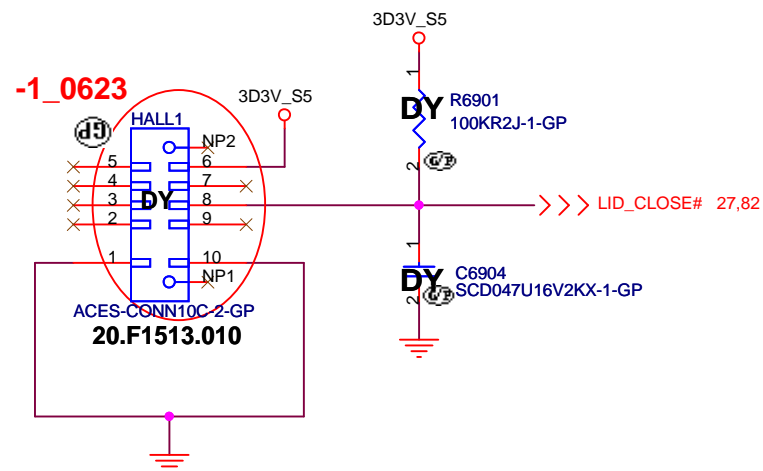 3D3V_S5
-1_0623
3D3V_S5
HALL1
GP
NP2
5
6
4
7
3
8
2
9
1
10
NP1
DY
ACES-CONN10C-2-GP
20.F1513.010
1
DY
R6901
100KR2J-1-GP
2
G/P
LID_CLOSE# 27,82
1
DY
C6904
SCD047U16V2KX-1-GP
2
G/P